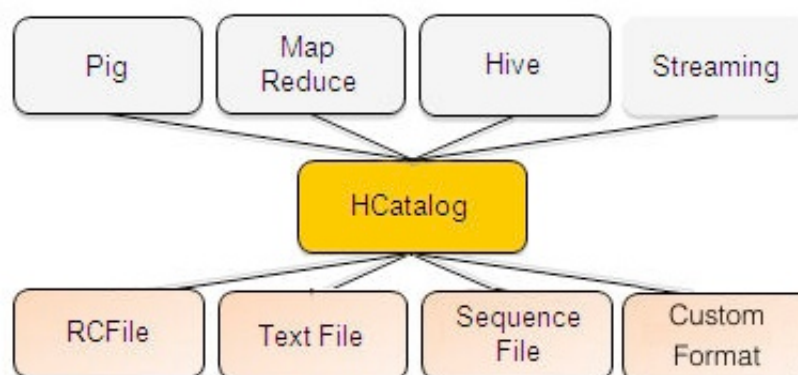 Pig
Map
Reduce
Hive
Streaming
HCatalog
RCFile
Text File
Sequence
File
Custom
Format